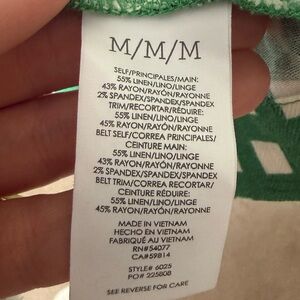 M/M/M
SELF/PRINCIPALES/MAIN:
55% LINEN/LINO/LINGE
43% RAYON/RAYÓN/RAYONNE
2% SPANDEX/SPANDEX/SPANDEX
TRIM/RECORTAR/RÉDUIRE:
55% LINEN/LINO/LINGE
45% RAYON/RAYÓN/RAYONNE
BELT SELF/CORREA PRINCIPALES/
CEINTURE MAIN:
55% LINEN/LINO/LINGE
43% RAYON/RAYÓN/RAYONNE
2% SPANDEX/SPANDEX/SPANDEX
BELT TRIM/CORREA RECORTAR/
CEINTURE RÉDUIRE:
55% LINEN/LINO/LINGE
45% RAYON/RAYÓN/RAYONNE
MADE IN VIETNAM
HECHO EN VIETNAM
FABRIQUÉ AU VIETNAM
RN#54077
CA#59814
STYLE# 6025
PO# 225808
SEE REVERSE FOR CARE